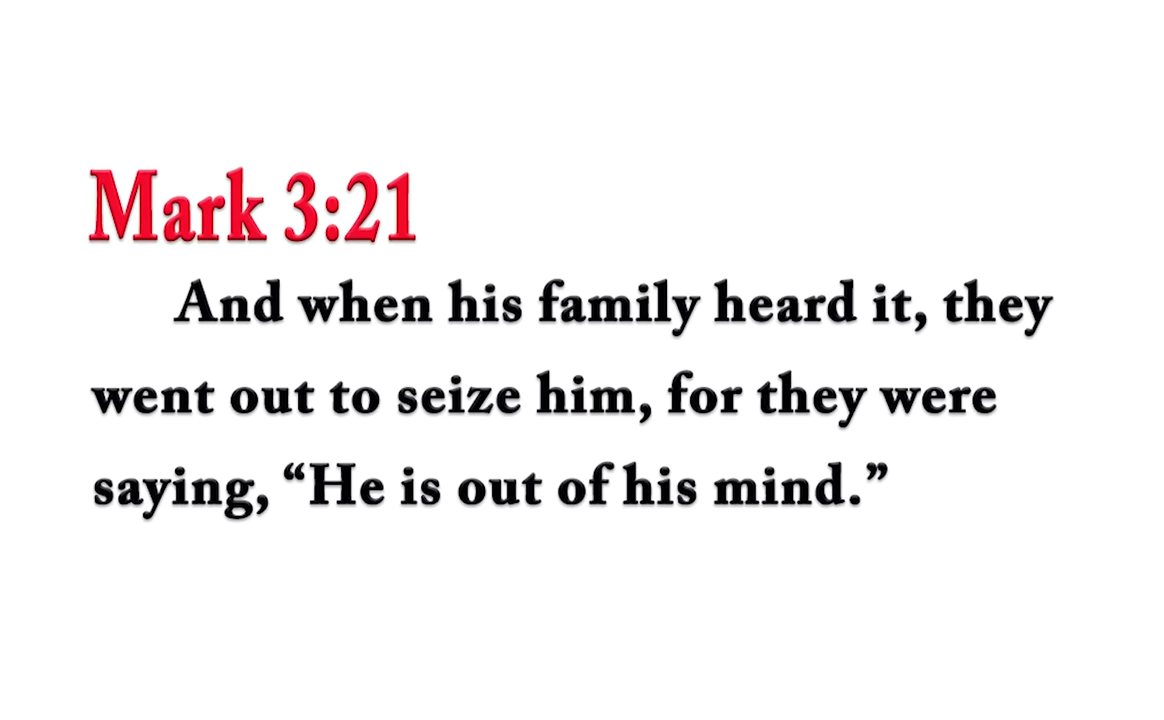 Mark 3:21
And when his family heard it, they
went out to seize him, for they were
saying, “He is out of his mind.”